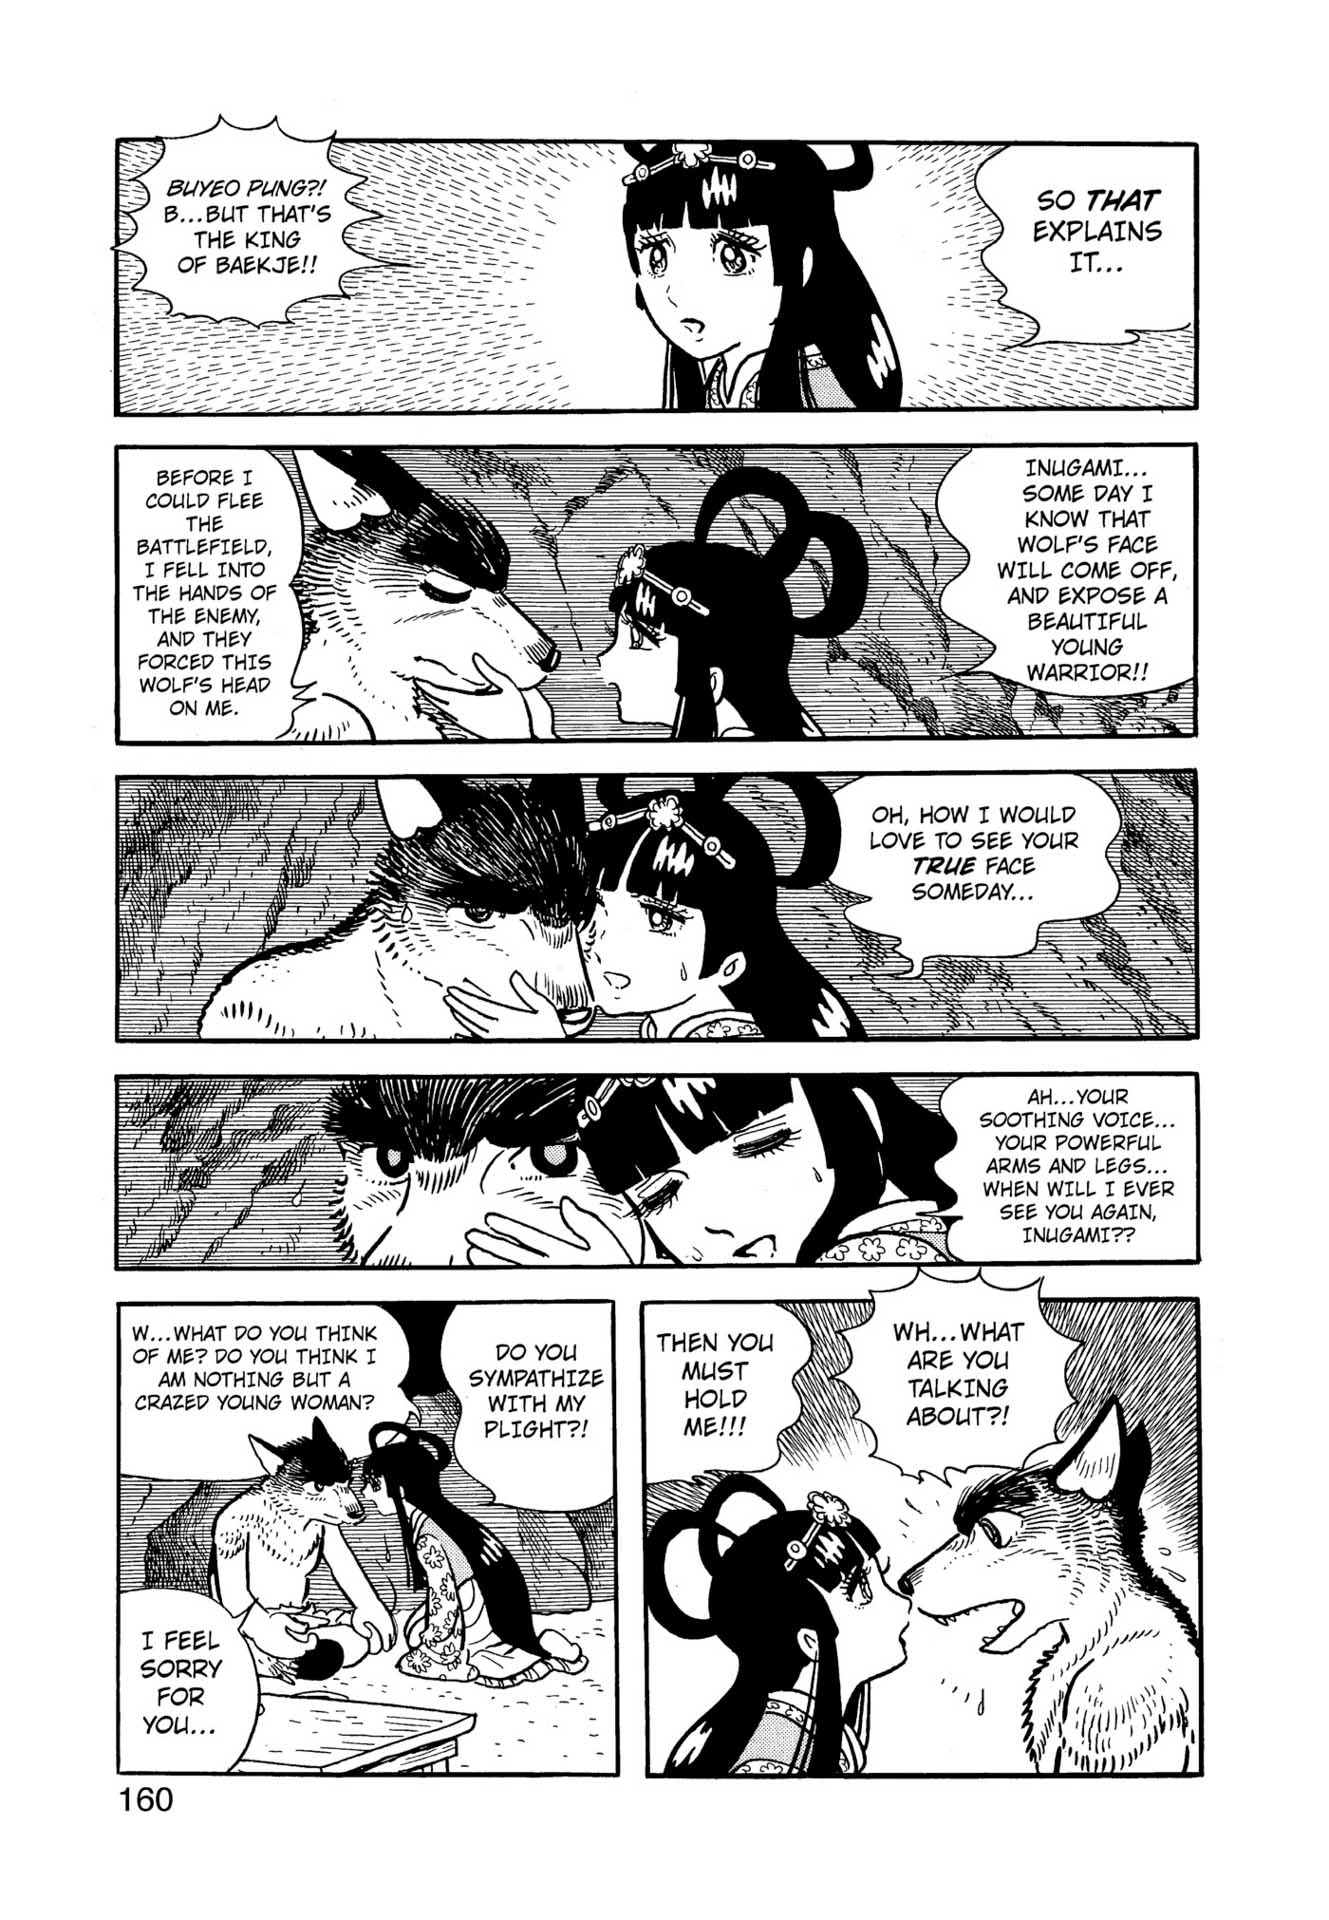 BUYEO PUNG?!
B...BUT THAT'S
THE KING
OF BAEKJE!!
SO THAT
EXPLAINS
IT...
BEFORE I
COULD FLEE
THE
BATTLEFIELD,
I FELL INTO
THE HANDS OF
THE ENEMY,
AND THEY
FORCED THIS
WOLF'S HEAD
ON ME.
INUGAMI...
SOME DAY I
KNOW THAT
WOLF'S FACE
WILL COME OFF,
AND EXPOSE A
BEAUTIFUL
YOUNG
WARRIOR!!
OH, HOW I WOULD
LOVE TO SEE YOUR
TRUE FACE
SOMEDAY...
AH...YOUR
SOOTHING VOICE...
YOUR POWERFUL
ARMS AND LEGS...
WHEN WILL I EVER
SEE YOU AGAIN,
INUGAMI??
W...WHAT DO YOU THINK
OF ME? DO YOU THINK I
AM NOTHING BUT A
CRAZED YOUNG WOMAN?
I FEEL
SORRY
FOR
YOU...
DO YOU
SYMPATHIZE
WITH MY
PLIGHT?!
THEN YOU
MUST
HOLD
ME!!!
WH...WHAT
ARE YOU
TALKING
ABOUT?!
160